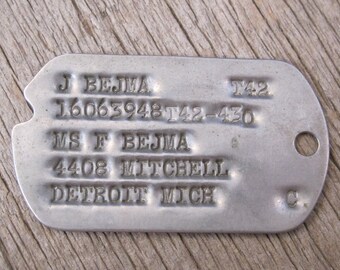 J BEJMA T42
16063948 T42 43 O
MS F BEJMA
4408 MITCHELL
DETROIT MICH C